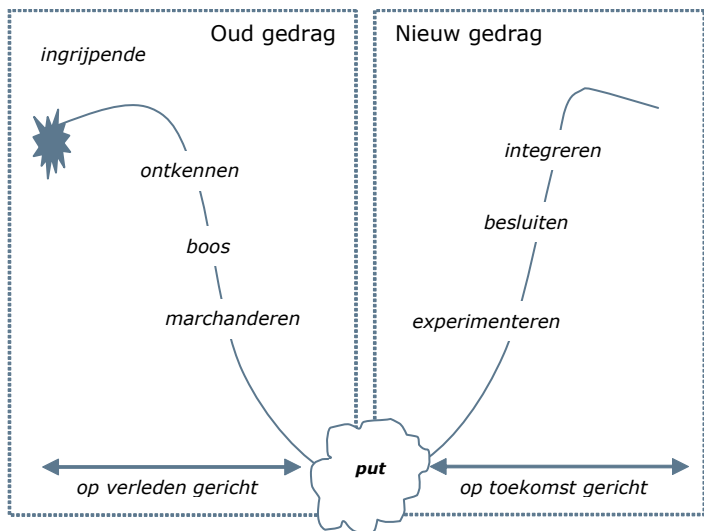 Oud gedrag
Nieuw gedrag
ingrijpende
ontkennen
boos
marchanderen
put
experimenteren
besluiten
integreren
op verleden gericht
op toekomst gericht